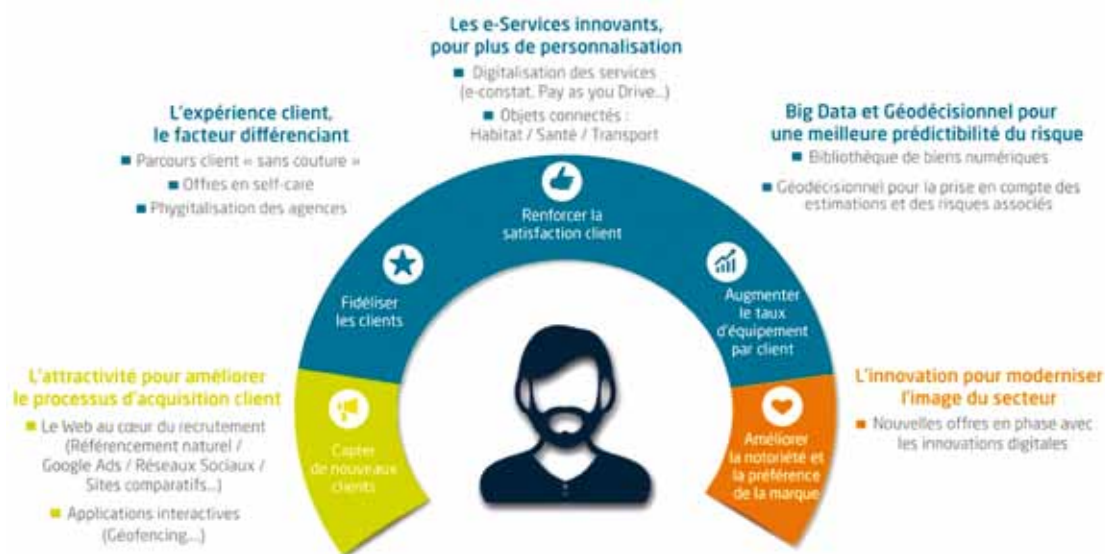 Les e-Services innovants,
pour plus de personnalisation
Digitalisation des services
(e-constat, Pay as you Drive...)
Objets connectés :
Habitat / Santé / Transport
L'expérience client,
le facteur différenciant
Parcours client « sans couture »
Offres en self-care
Phygitalisation des agences
Big Data et Géodécisionnel pour
une meilleure prédictibilité du risque
Bibliothèque de biens numériques
Géodécisionnel pour la prise en compte des
estimations et des risques associés
Renforcer la
satisfaction client
Fidéliser
les clients
Augmenter
le taux
d'équipement
par client
L'attractivité pour améliorer
le processus d'acquisition client
Le Web au cœur du recrutement
(Référencement naturel /
Google Ads / Réseaux Sociaux /
Sites comparatifs...)
Applications interactives
(Géofencing...)
Capter
de nouveaux
clients
Améliorer
la notoriété et
la préférence
de la marque
L'innovation pour moderniser
l'image du secteur
Nouvelles offres en phase avec
les innovations digitales